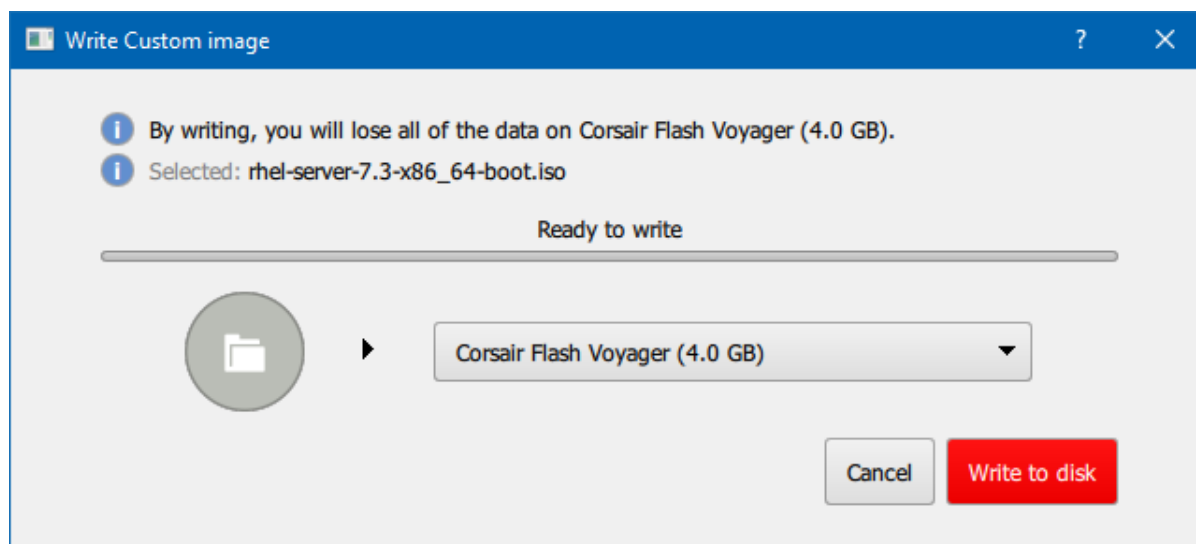 Write Custom image ?
By writing, you will lose all of the data on Corsair Flash Voyager (4.0 GB).
Selected: rhel-server-7.3-x86_64-boot.iso
Ready to write
Corsair Flash Voyager (4.0 GB)
Cancel Write to disk